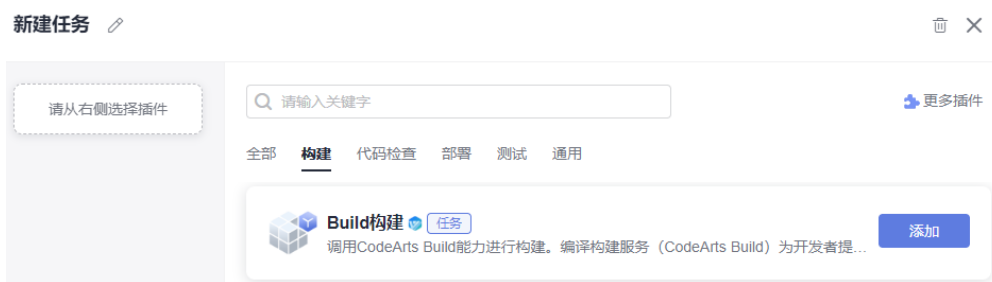 新建任务
请从右侧选择插件
请输入关键字
更多插件
全部 构建 代码检查 部署 测试 通用
Build构建 任务
调用CodeArts Build能力进行构建。编译构建服务（CodeArts Build）为开发者提...
添加